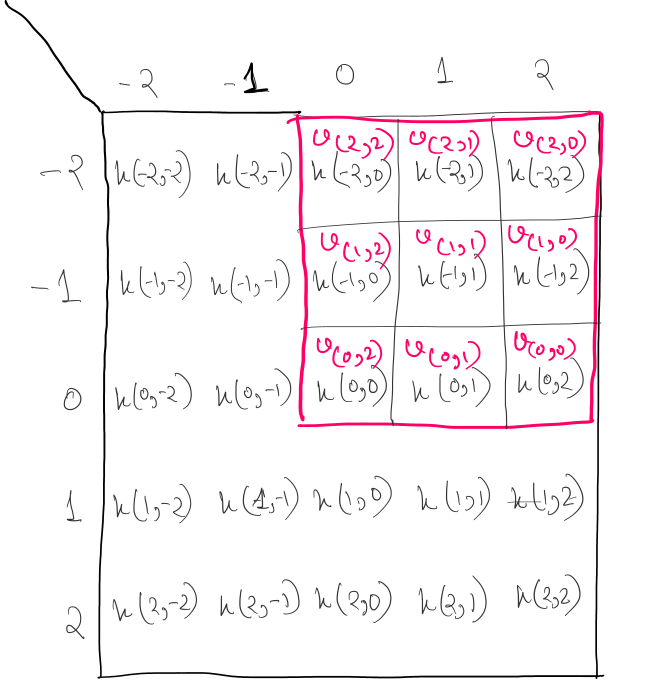 -2 -1 0 1 2
v(2,2) v(2,1) v(2,0)
-2 x(-2,-2) x(-2,-1) x(-2,0) x(-2,1) x(-2,2)
v(1,2) v(1,1) v(1,0)
-1 x(-1,-2) x(-1,-1) x(-1,0) x(-1,1) x(-1,2)
v(0,2) v(0,1) v(0,0)
0 x(0,-2) x(0,-1) x(0,0) x(0,1) x(0,2)
1 x(1,-2) x(1,-1) x(1,0) x(1,1) x(1,2)
2 x(2,-2) x(2,-1) x(2,0) x(2,1) x(2,2)